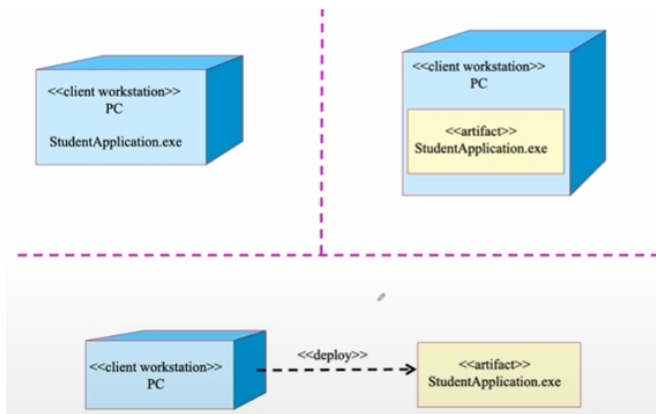 <<client workstation>>
PC
StudentApplication.exe
<<client workstation>>
PC
<<artifact>>
StudentApplication.exe
<<client workstation>>
PC
<<deploy>>
<<artifact>>
StudentApplication.exe